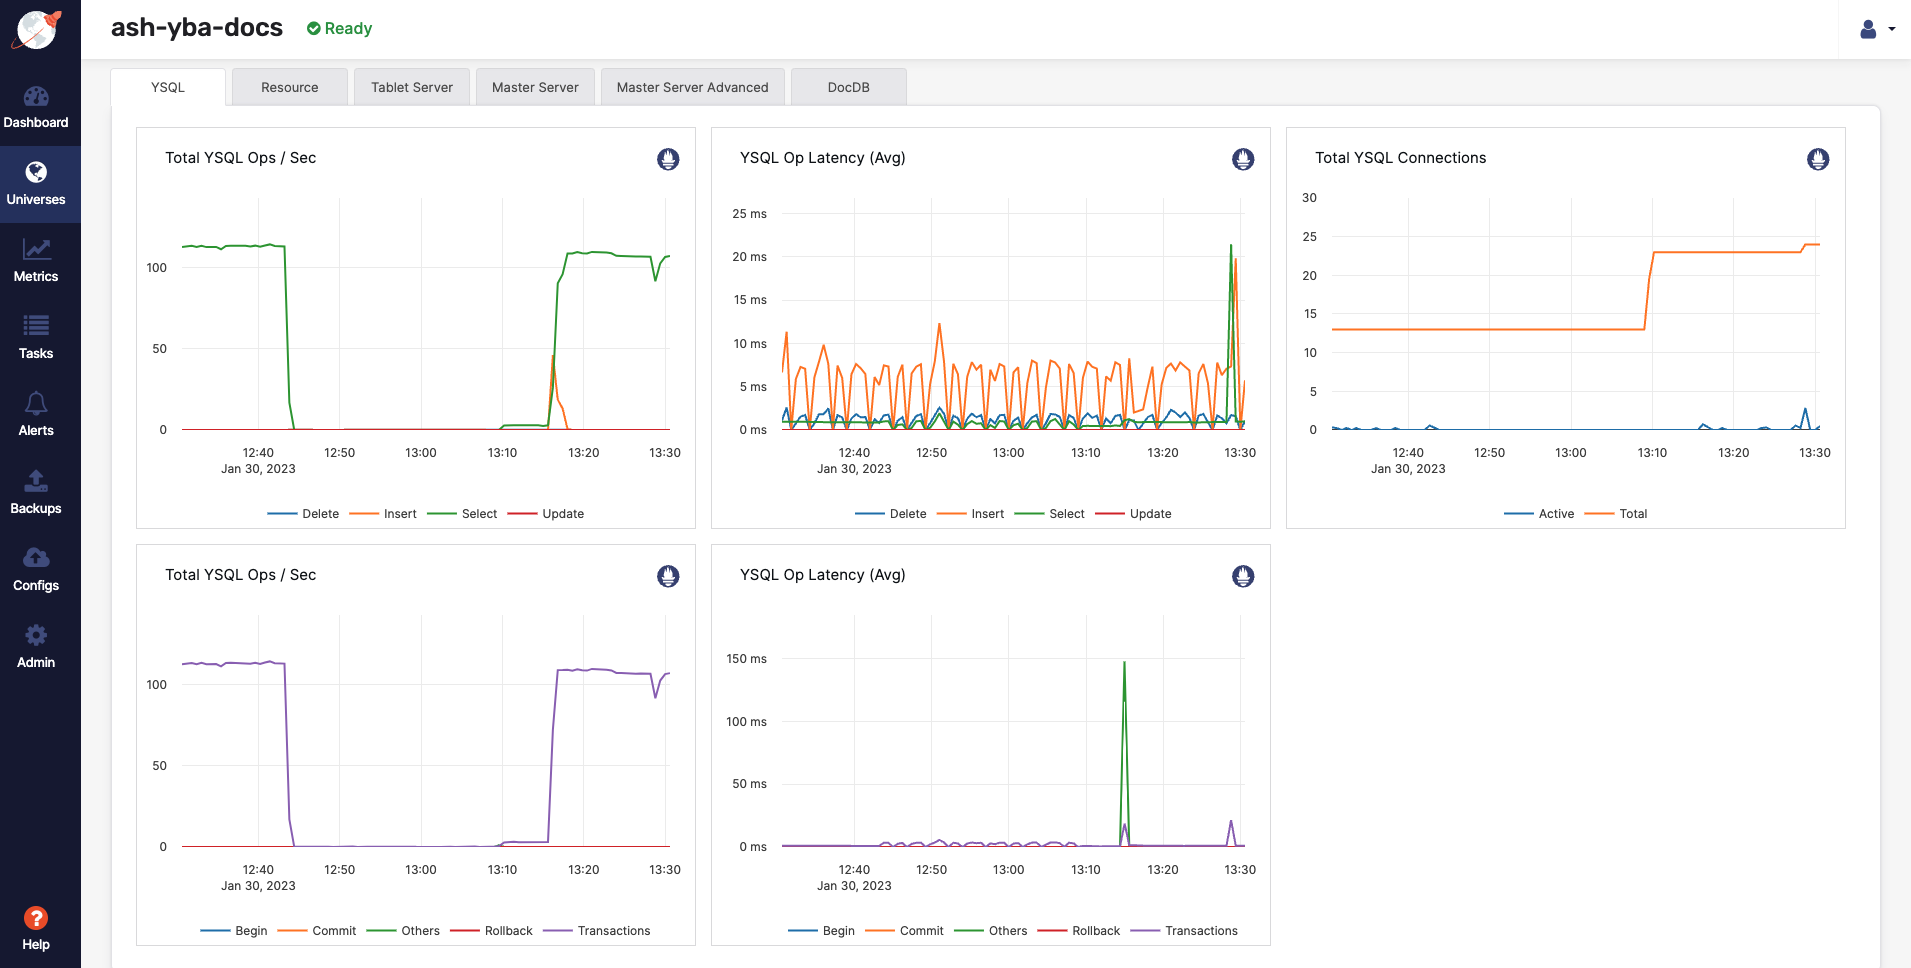 ash-yba-docs Ready
Dashboard
Universes
Metrics
Tasks
Alerts
Backups
Configs
Admin
? Help
YSQL Resource Tablet Server Master Server Master Server Advanced DocDB
Total YSQL Ops / Sec
100
50
0
12:40 12:50 13:00 13:10 13:20 13:30
Jan 30, 2023
Delete Insert Select Update
YSQL Op Latency (Avg)
25 ms
20 ms
15 ms
10 ms
5 ms
0 ms
12:40 12:50 13:00 13:10 13:20 13:30
Jan 30, 2023
Delete Insert Select Update
Total YSQL Connections
30
25
20
15
10
5
0
12:40 12:50 13:00 13:10 13:20 13:30
Jan 30, 2023
Active Total
Total YSQL Ops / Sec
100
50
0
12:40 12:50 13:00 13:10 13:20 13:30
Jan 30, 2023
Begin Commit Others Rollback Transactions
YSQL Op Latency (Avg)
150 ms
100 ms
50 ms
0 ms
12:40 12:50 13:00 13:10 13:20 13:30
Jan 30, 2023
Begin Commit Others Rollback Transactions